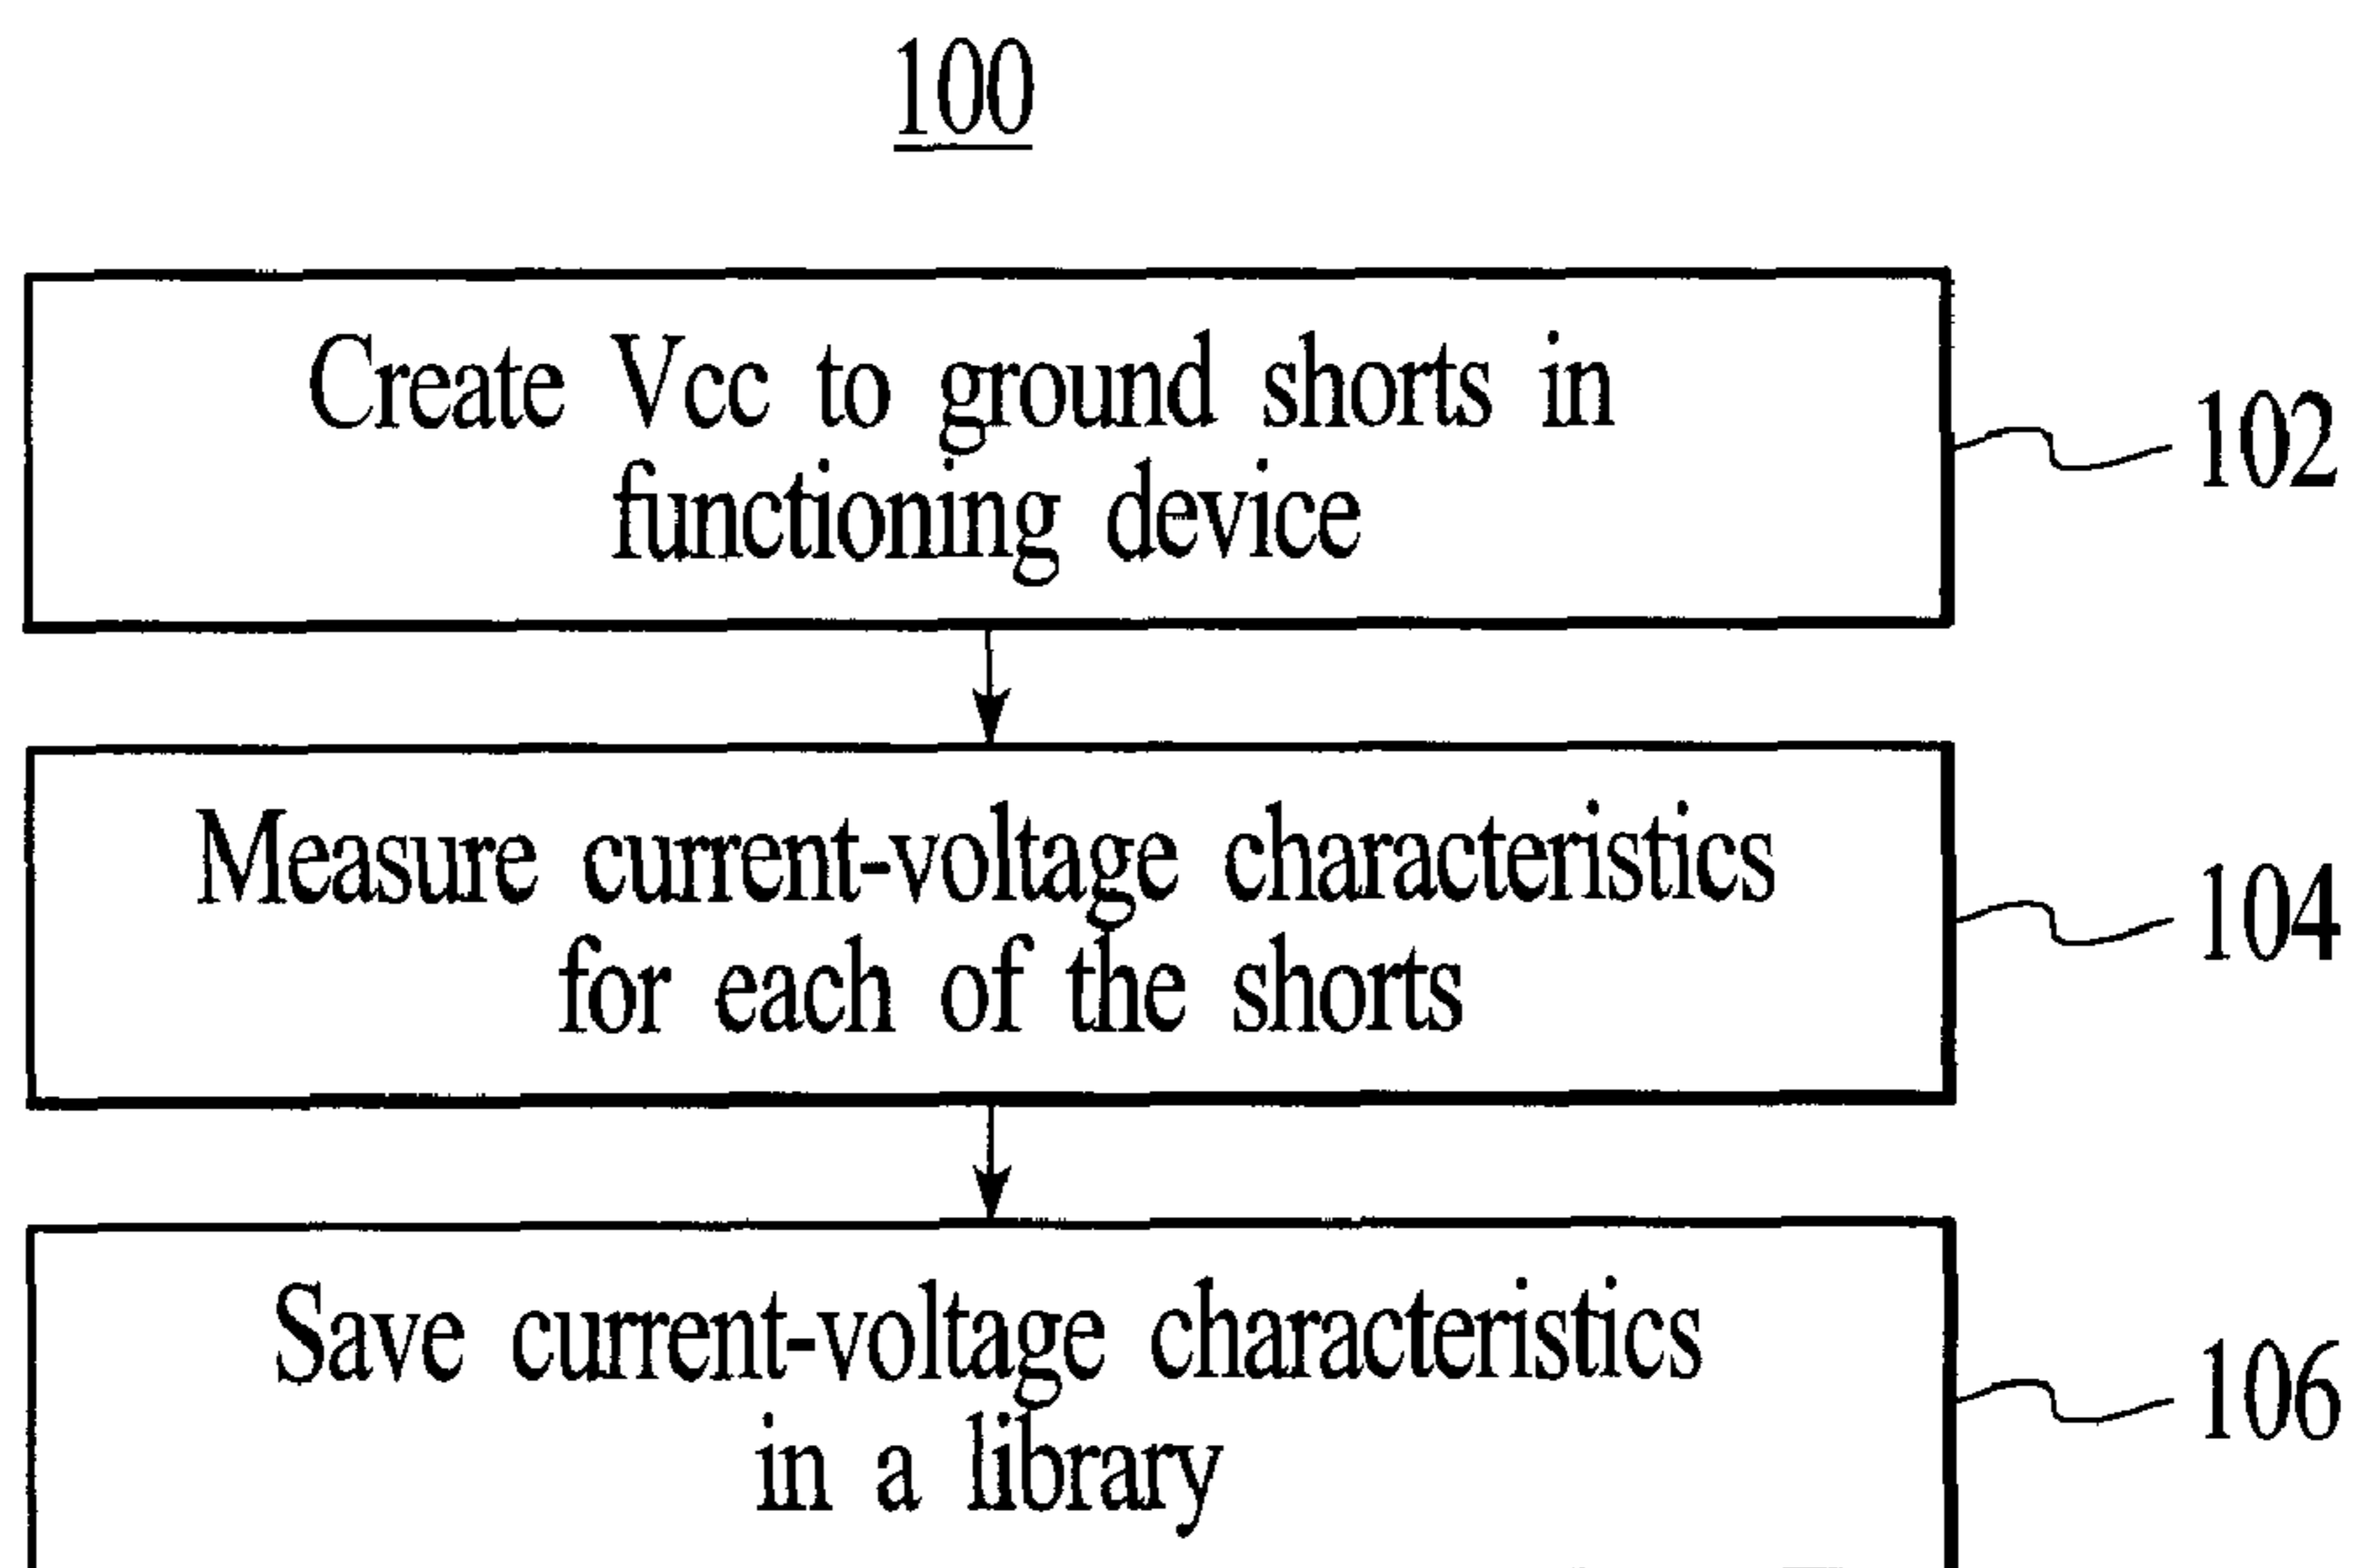 100
Create Vcc to ground shorts in
functioning device
102
Measure current-voltage characteristics
for each of the shorts
104
Save current-voltage characteristics
in a library
106